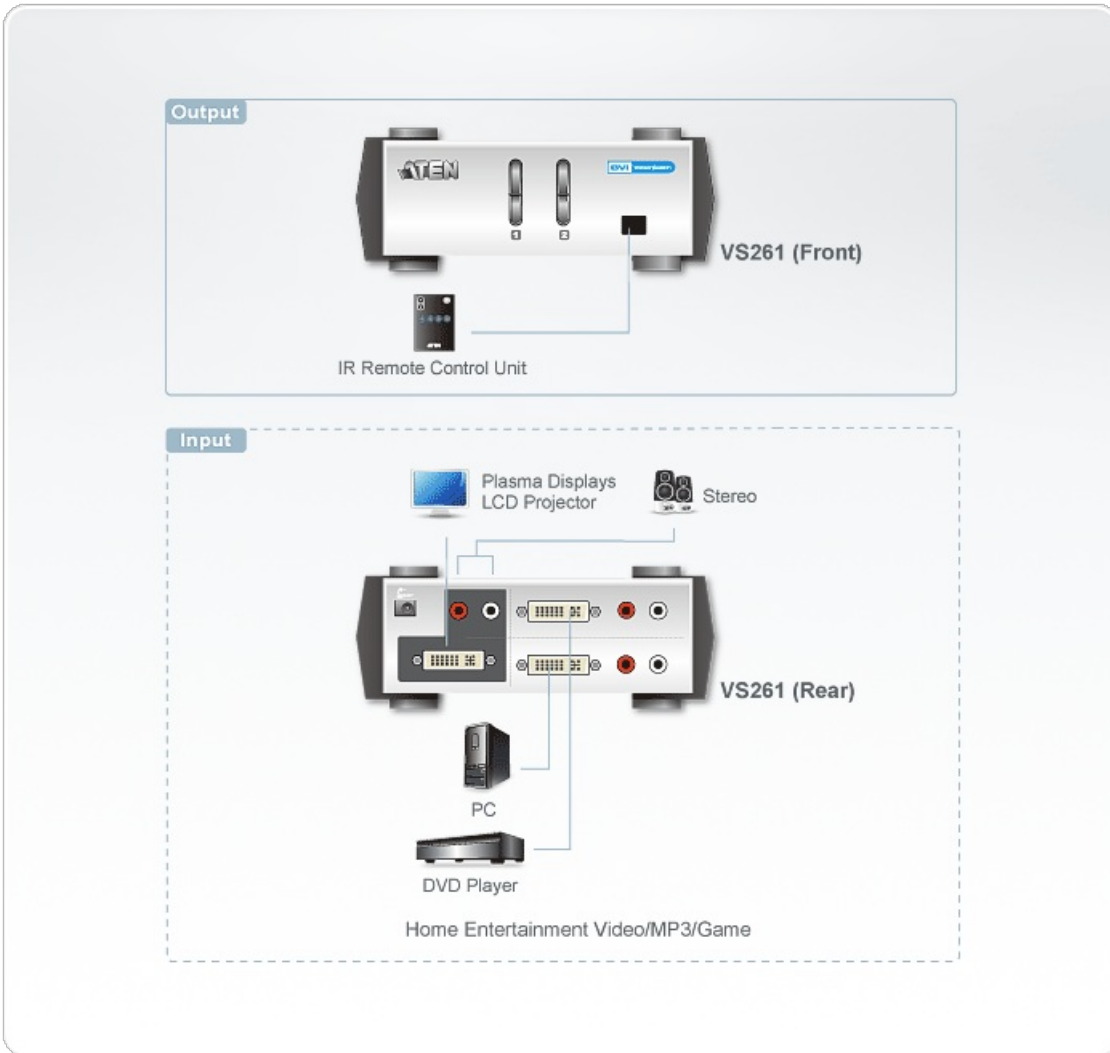 Output
ATEN
DVI
1
2
VS261 (Front)
ATEN
IR Remote Control Unit
Input
Plasma Displays
LCD Projector
Stereo
VS261 (Rear)
PC
DVD Player
Home Entertainment Video/MP3/Game